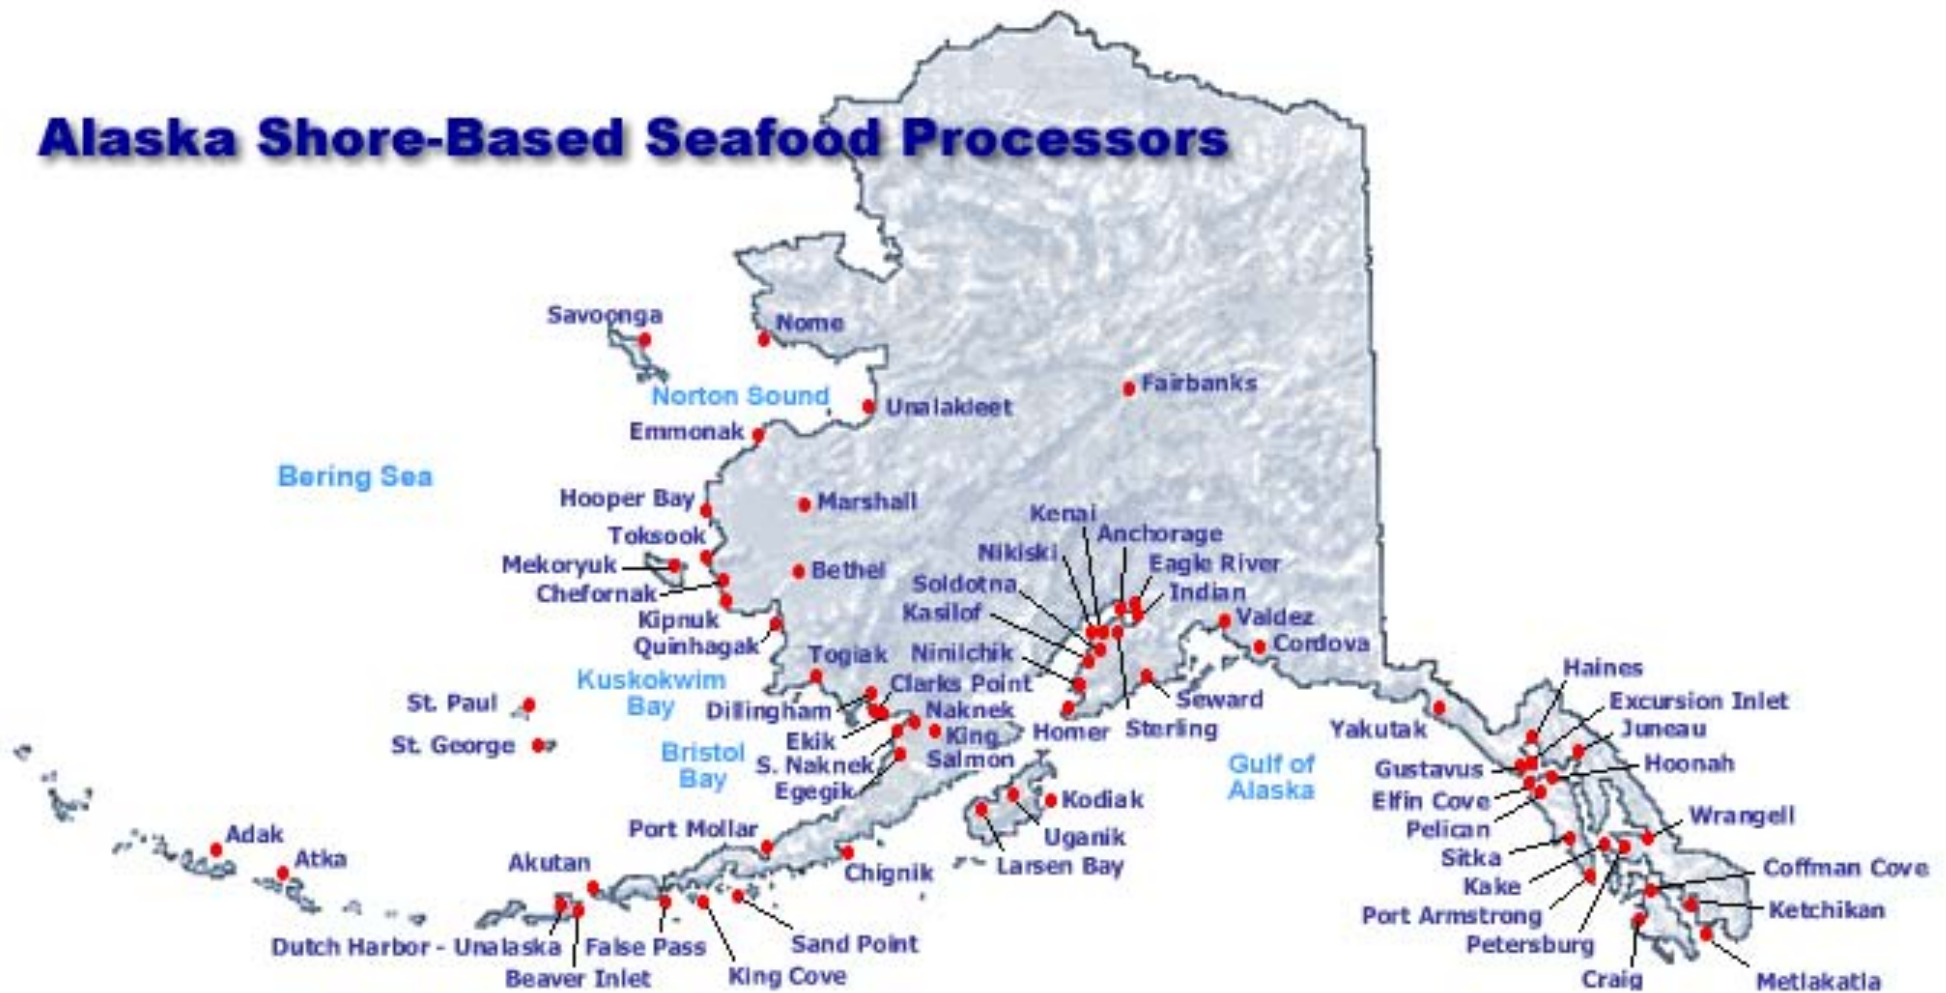 Alaska Shore-Based Seafood Processors
Savoonga
Nome
Norton Sound
Fairbanks
Unalakleet
Emmonak
Bering Sea
Hooper Bay
Marshall
Kenai
Anchorage
Toksook
Nikiski
Eagle River
Mekoryuk
Bethel
Soldotna
Indian
Chefornak
Kasilof
Kipnuk
Valdez
Quinhagak
Cordova
Togiak
Ninilchik
Haines
Kuskokwim
Bay
Clarks Point
St. Paul
Dillingham
Naknek
Seward
Excursion Inlet
Yakutak
Homer
Sterling
Juneau
St. George
Ekik
King
Salmon
Bristol
Bay
S. Naknek
Gulf of
Alaska
Gustavus
Hoonah
Egegik
Kodiak
Elfin Cove
Port Mollar
Uganik
Pelican
Wrangell
Adak
Atka
Akutan
Chignik
Larsen Bay
Sitka
Coffman Cove
Kake
Port Armstrong
Ketchikan
Dutch Harbor - Unalaska
False Pass
Sand Point
Petersburg
Beaver Inlet
King Cove
Craig
Metlakatla